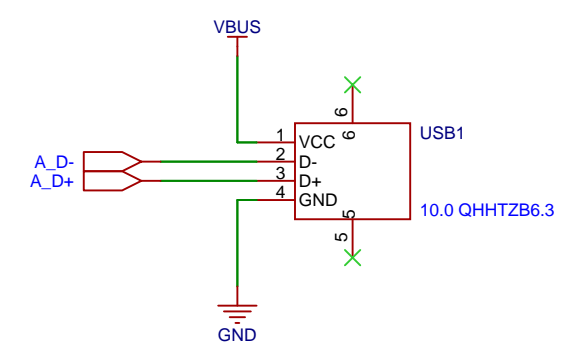 VBUS
6
6
USB1
1 VCC
A_D- 2 D-
A_D+ 3 D+
4 GND
10.0 QHHTZB6.3
5
5
GND